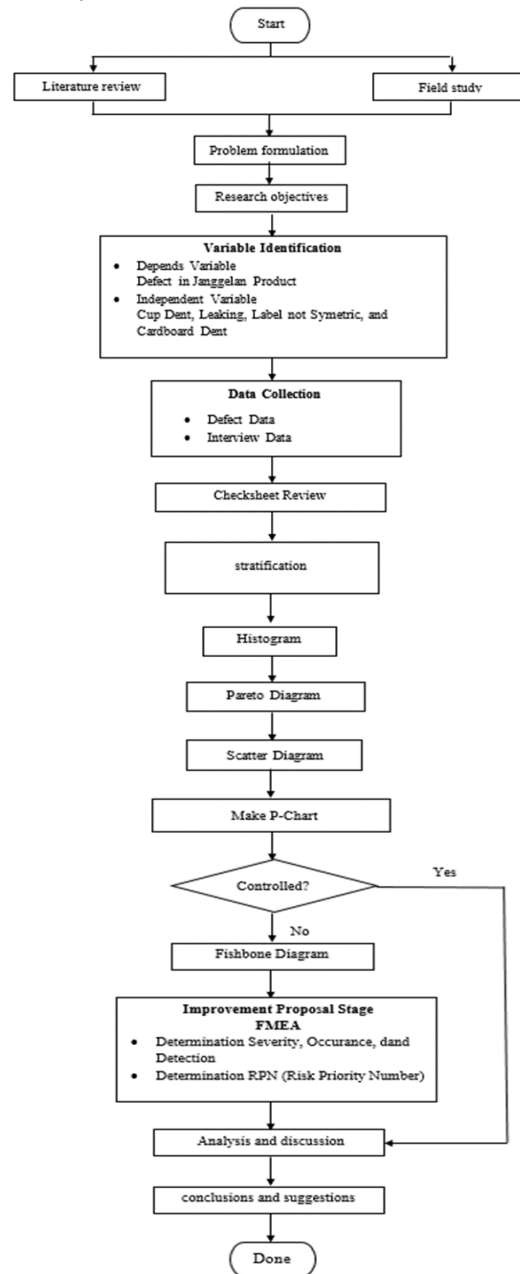 Start
Literature review
Field study
Problem formulation
Research objectives
Variable Identification
• Depends Variable
Defect in Janggelan Product
• Independent Variable
Cup Dent, Leaking, Label not Symetric, and
Cardboard Dent
Data Collection
• Defect Data
• Interview Data
Checksheet Review
stratification
Histogram
Pareto Diagram
Scatter Diagram
Make P-Chart
Controlled?
Yes
No
Fishbone Diagram
Improvement Proposal Stage
FMEA
• Determination Severity, Occurance, dand
Detection
• Determination RPN (Risk Priority Number)
Analysis and discussion
conclusions and suggestions
Done